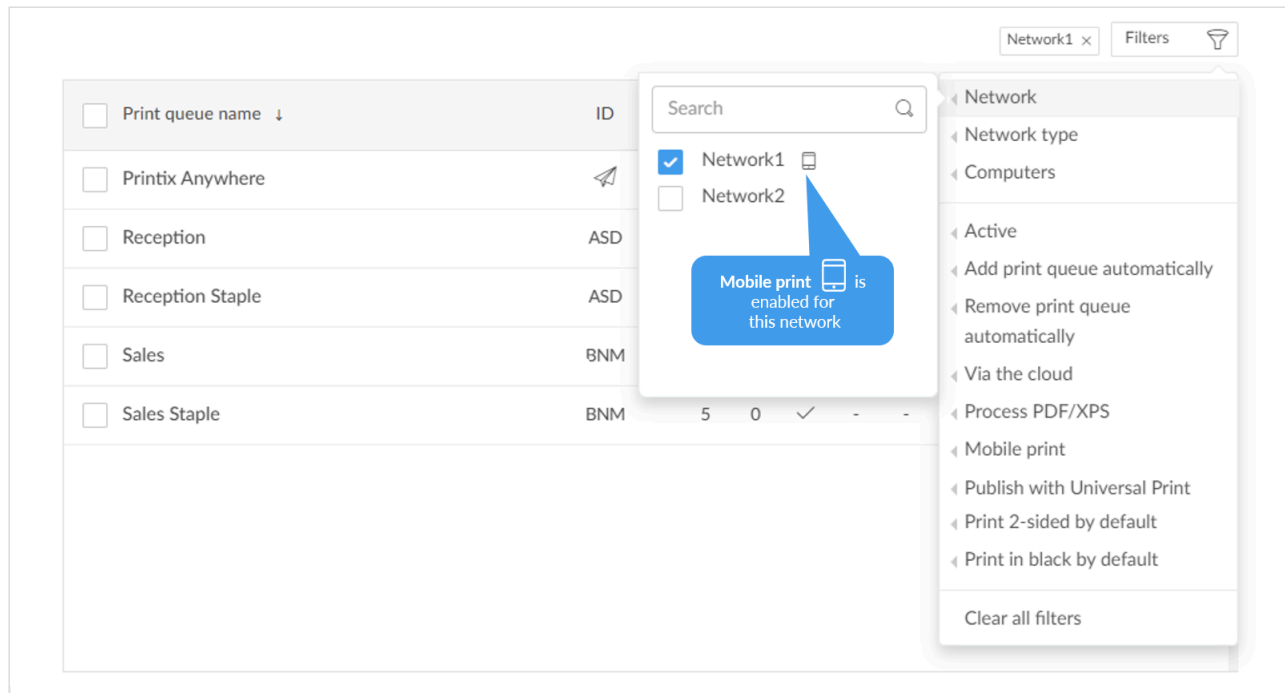 Network1 ×
Filters
Print queue name ↓
ID
Printix Anywhere
Reception
ASD
Reception Staple
ASD
Sales
BNM
Sales Staple
BNM
5
0
-
-
Search
Network1
Network2
Mobile print is
enabled for
this network
Network
Network type
Computers
Active
Add print queue automatically
Remove print queue
automatically
Via the cloud
Process PDF/XPS
Mobile print
Publish with Universal Print
Print 2-sided by default
Print in black by default
Clear all filters